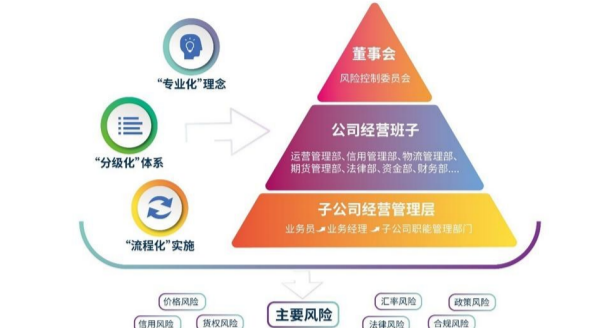 董事会
风险控制委员会
“专业化”理念
公司经营班子
运营管理部、信用管理部、物流管理部、
期货管理部、法律部、资金部、财务部....
“分级化”体系
子公司经营管理层
业务员 业务经理 子公司职能管理部门
“流程化”实施
价格风险
汇率风险
政策风险
主要风险
信用风险
货权风险
法律风险
合规风险